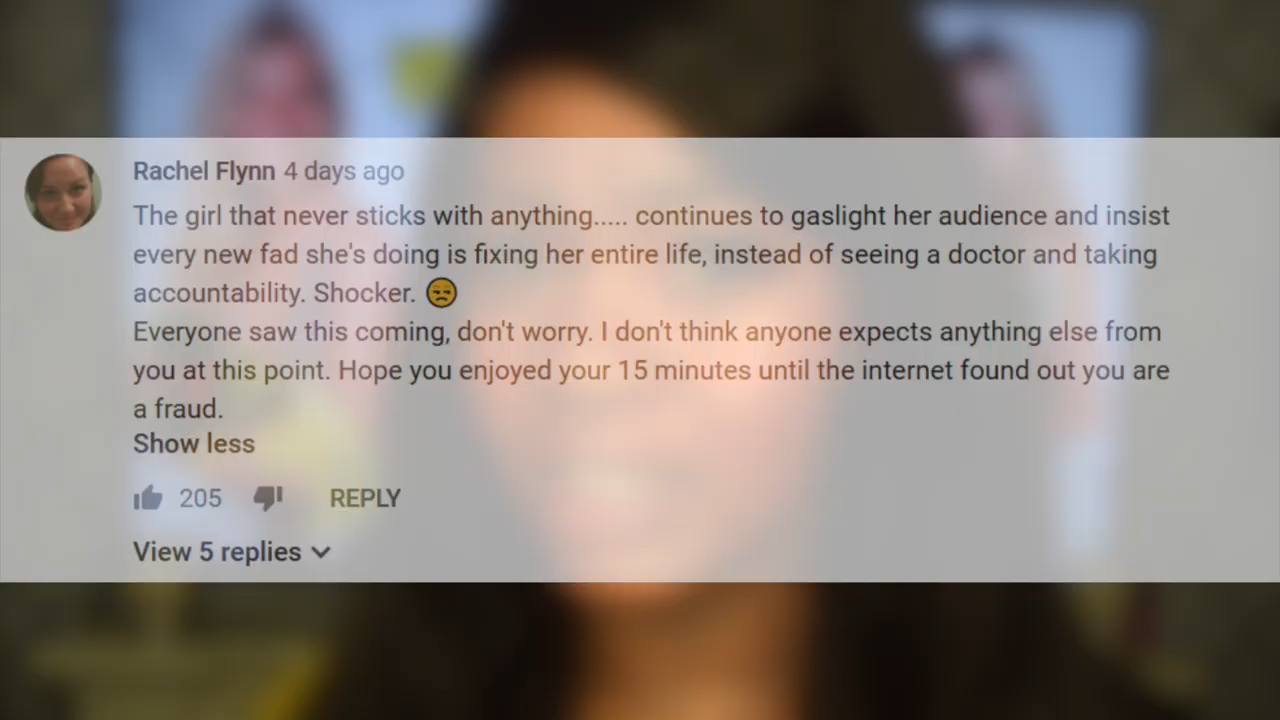 Rachel Flynn 4 days ago
The girl that never sticks with anything..... continues to gaslight her audience and insist
every new fad she's doing is fixing her entire life, instead of seeing a doctor and taking
accountability. Shocker. 😒
Everyone saw this coming, don't worry. I don't think anyone expects anything else from
you at this point. Hope you enjoyed your 15 minutes until the internet found out you are
a fraud.
Show less
205 REPLY
View 5 replies